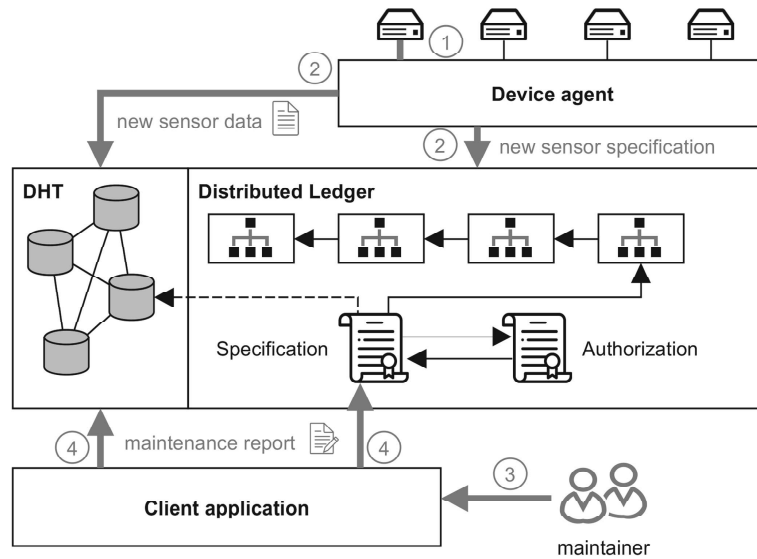 1
2
Device agent
new sensor data
2
new sensor specification
DHT
Distributed Ledger
Specification
Authorization
4
maintenance report
4
3
Client application
maintainer